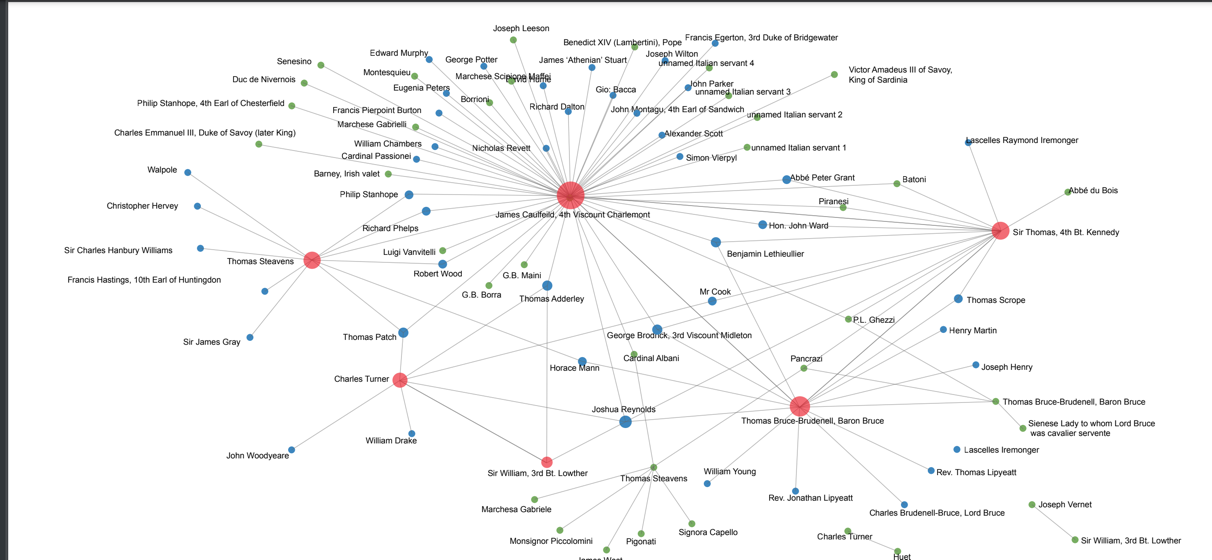 Joseph Leeson
Francis Egerton, 3rd Duke of Bridgewater
Benedict XIV (Lambertini), Pope
Edward Murphy
Joseph Wilton
George Potter
James 'Athenian' Stuart
unnamed Italian servant 4
Senesino
Montesquieu
Marchese Scipione Maffei
David Hume
Victor Amadeus III of Savoy,
King of Sardinia
Duc de Nivernois
Eugenia Peters
Gio: Bacca
John Parker
unnamed Italian servant 3
Philip Stanhope, 4th Earl of Chesterfield
Borrioni
Richard Dalton
Francis Pierpoint Burton
John Montagu, 4th Earl of Sandwich
unnamed Italian servant 2
Marchese Gabrielli
Charles Emmanuel III, Duke of Savoy (later King)
Alexander Scott
William Chambers
Nicholas Revett
unnamed Italian servant 1
Lascelles Raymond Iremonger
Cardinal Passionei
Simon Vierpyl
Walpole
Barney, Irish valet
Abbé Peter Grant
Batoni
Abbé du Bois
Philip Stanhope
Piranesi
Christopher Hervey
James Caulfeild, 4th Viscount Charlemont
Richard Phelps
Hon. John Ward
Sir Thomas, 4th Bt. Kennedy
Sir Charles Hanbury Williams
Luigi Vanvitelli
Benjamin Lethieullier
Thomas Steavens
Robert Wood
G.B. Maini
Francis Hastings, 10th Earl of Huntingdon
G.B. Borra
Thomas Adderley
Mr Cook
Thomas Scrope
P.L. Ghezzi
Sir James Gray
Thomas Patch
George Brodrick, 3rd Viscount Midleton
Henry Martin
Cardinal Albani
Pancrazi
Horace Mann
Joseph Henry
Charles Turner
Joshua Reynolds
Thomas Bruce-Brudenell, Baron Bruce
Thomas Bruce-Brudenell, Baron Bruce
Sienese Lady to whom Lord Bruce
was cavalier servente
William Drake
John Woodyeare
Lascelles Iremonger
Sir William, 3rd Bt. Lowther
Thomas Steavens
William Young
Rev. Thomas Lipyeatt
Rev. Jonathan Lipyeatt
Marchesa Gabriele
Charles Brudenell-Bruce, Lord Bruce
Joseph Vernet
Signora Capello
Monsignor Piccolomini
Pigonati
Charles Turner
Sir William, 3rd Bt. Lowther
Huet